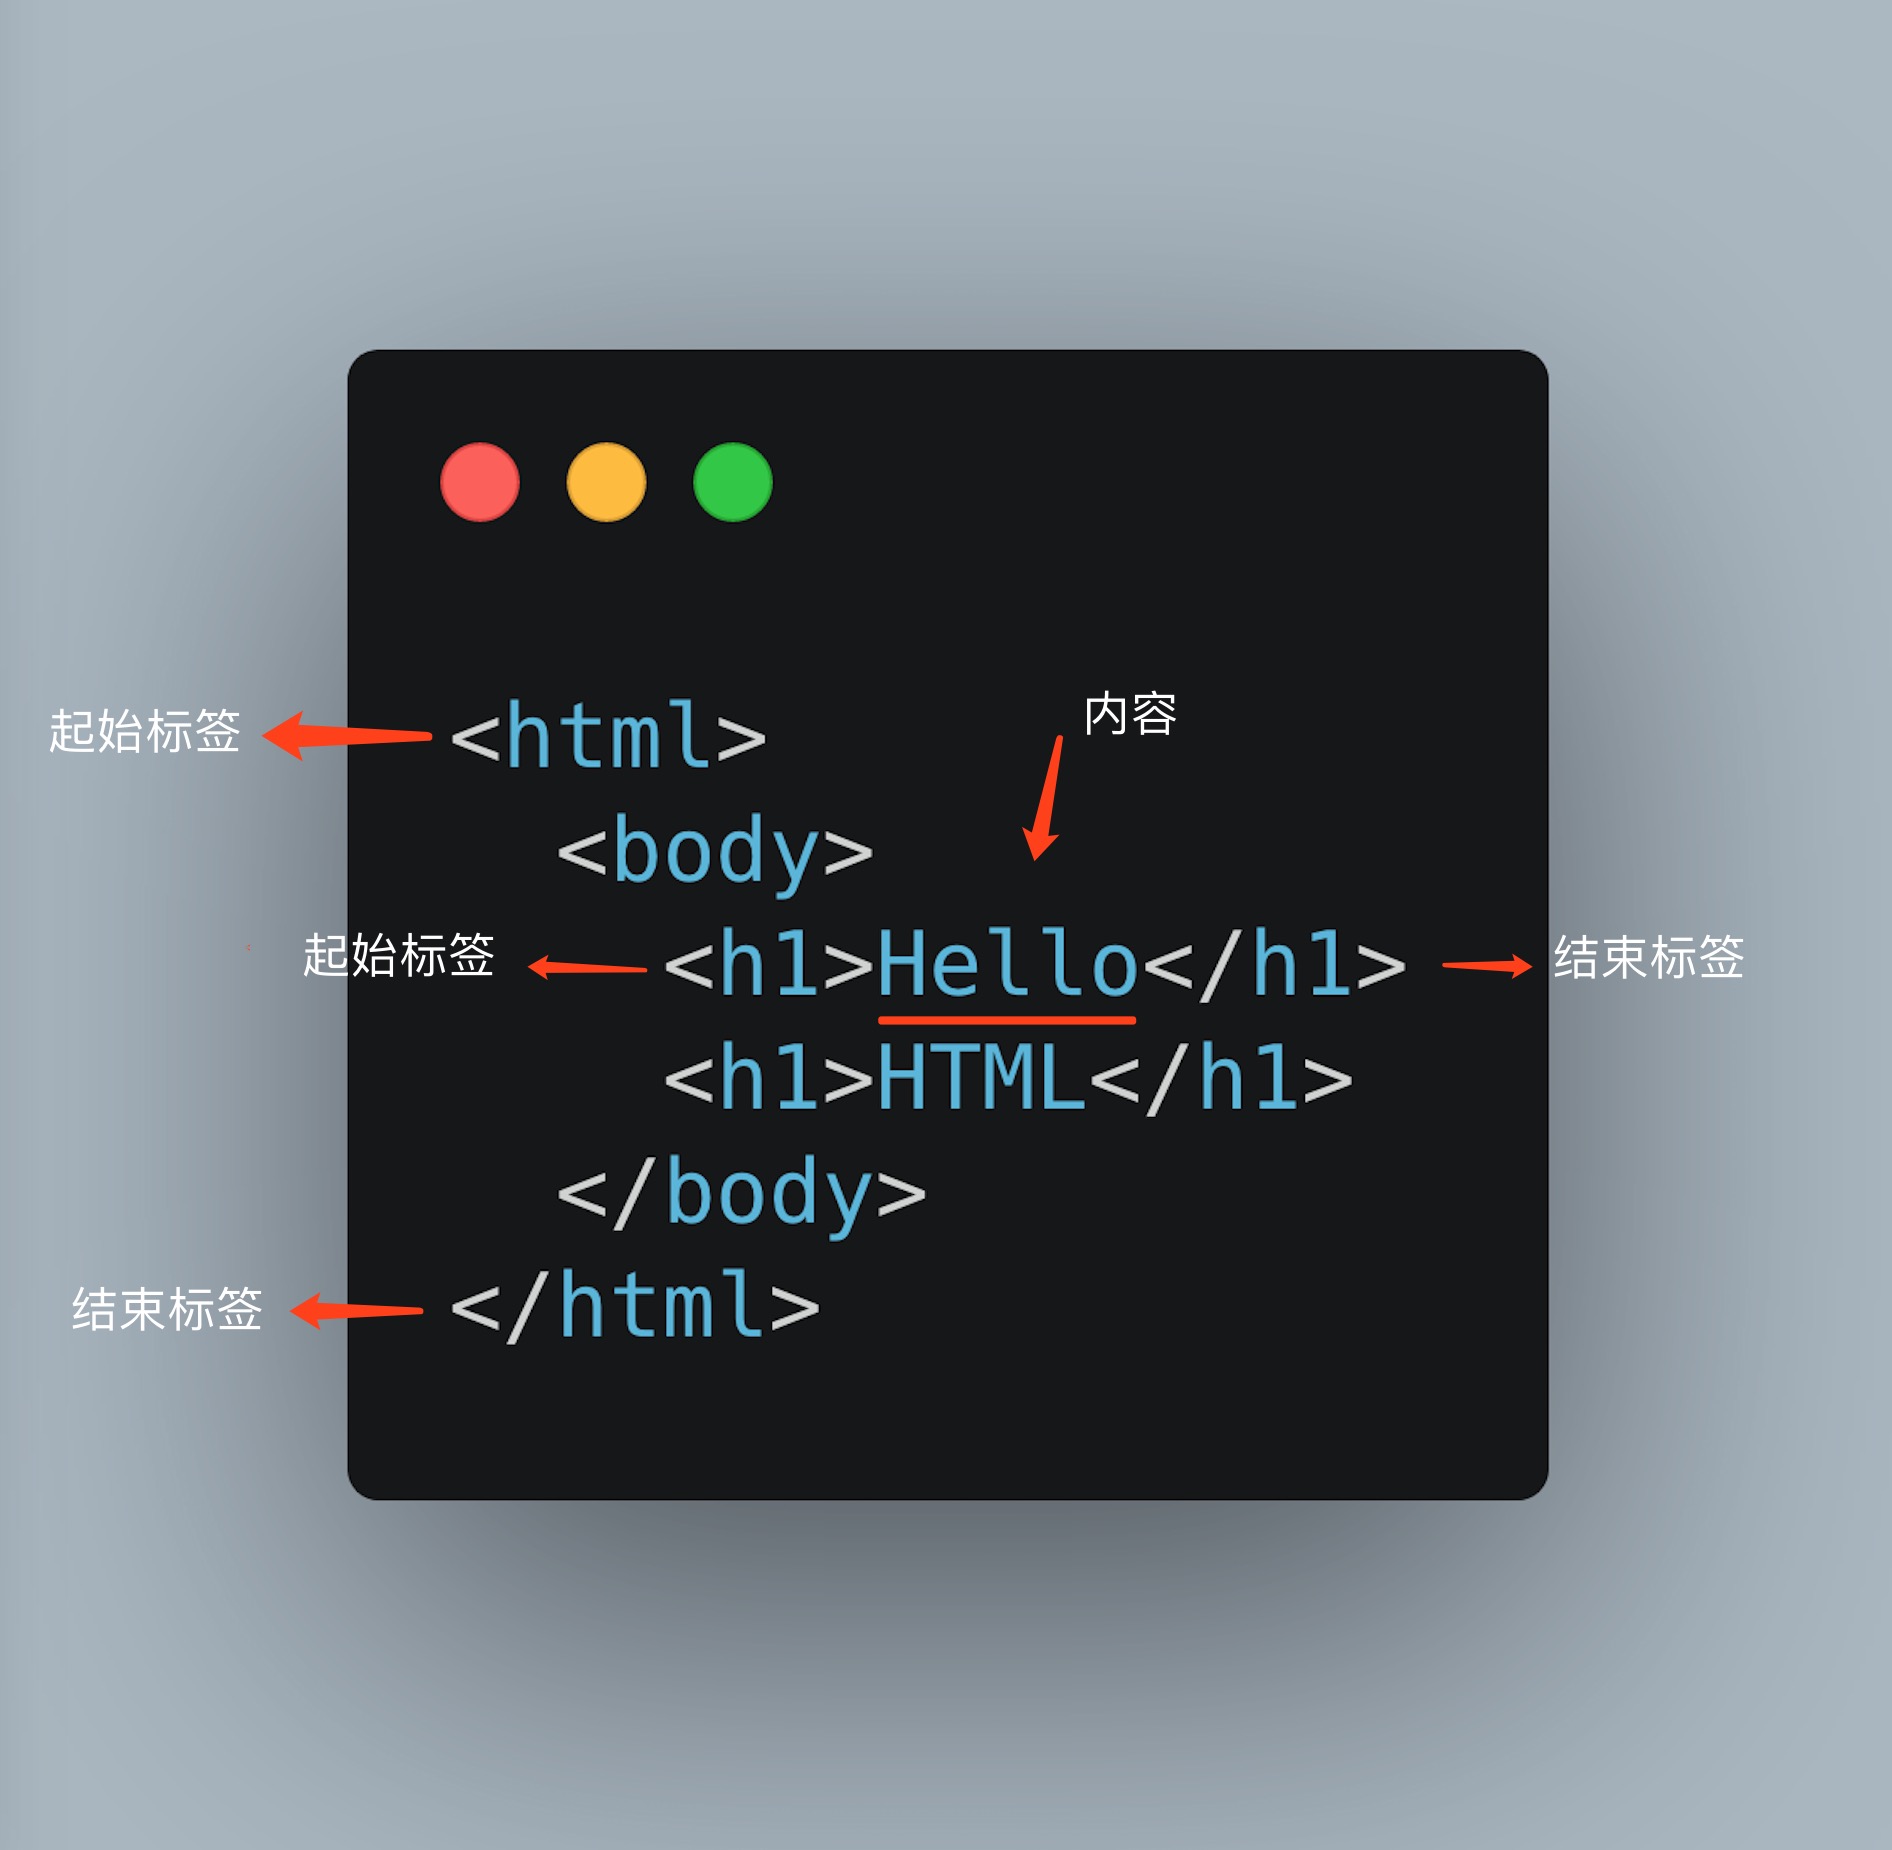 起始标签 <html> 内容
<body>
起始标签 <h1>Hello</h1> 结束标签
<h1>HTML</h1>
</body>
结束标签 </html>